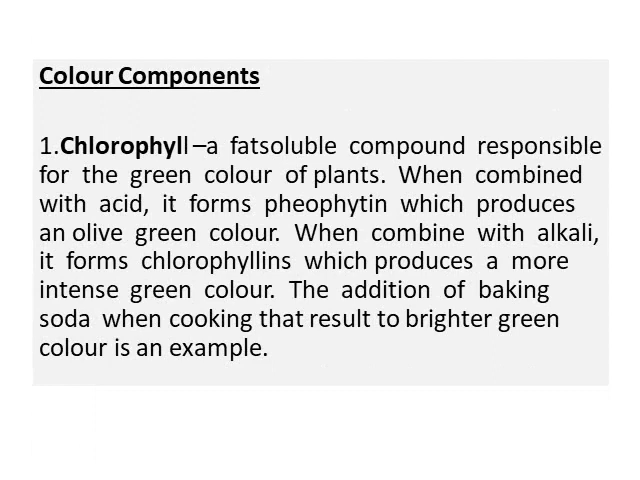 Colour Components
1.Chlorophyll –a fatsoluble compound responsible
for the green colour of plants. When combined
with acid, it forms pheophytin which produces
an olive green colour. When combine with alkali,
it forms chlorophyllins which produces a more
intense green colour. The addition of baking
soda when cooking that result to brighter green
colour is an example.